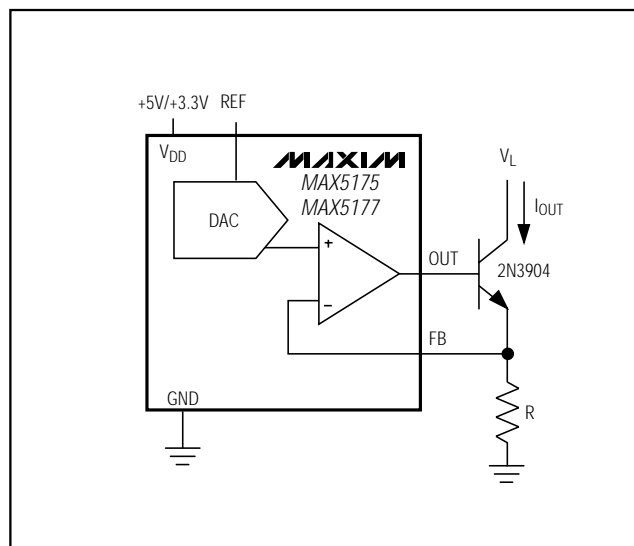 +5V/+3.3V REF
VDD
MAXIM
MAX5175
MAX5177
VL
IOUT
DAC
+
OUT
2N3904
−
FB
GND
R